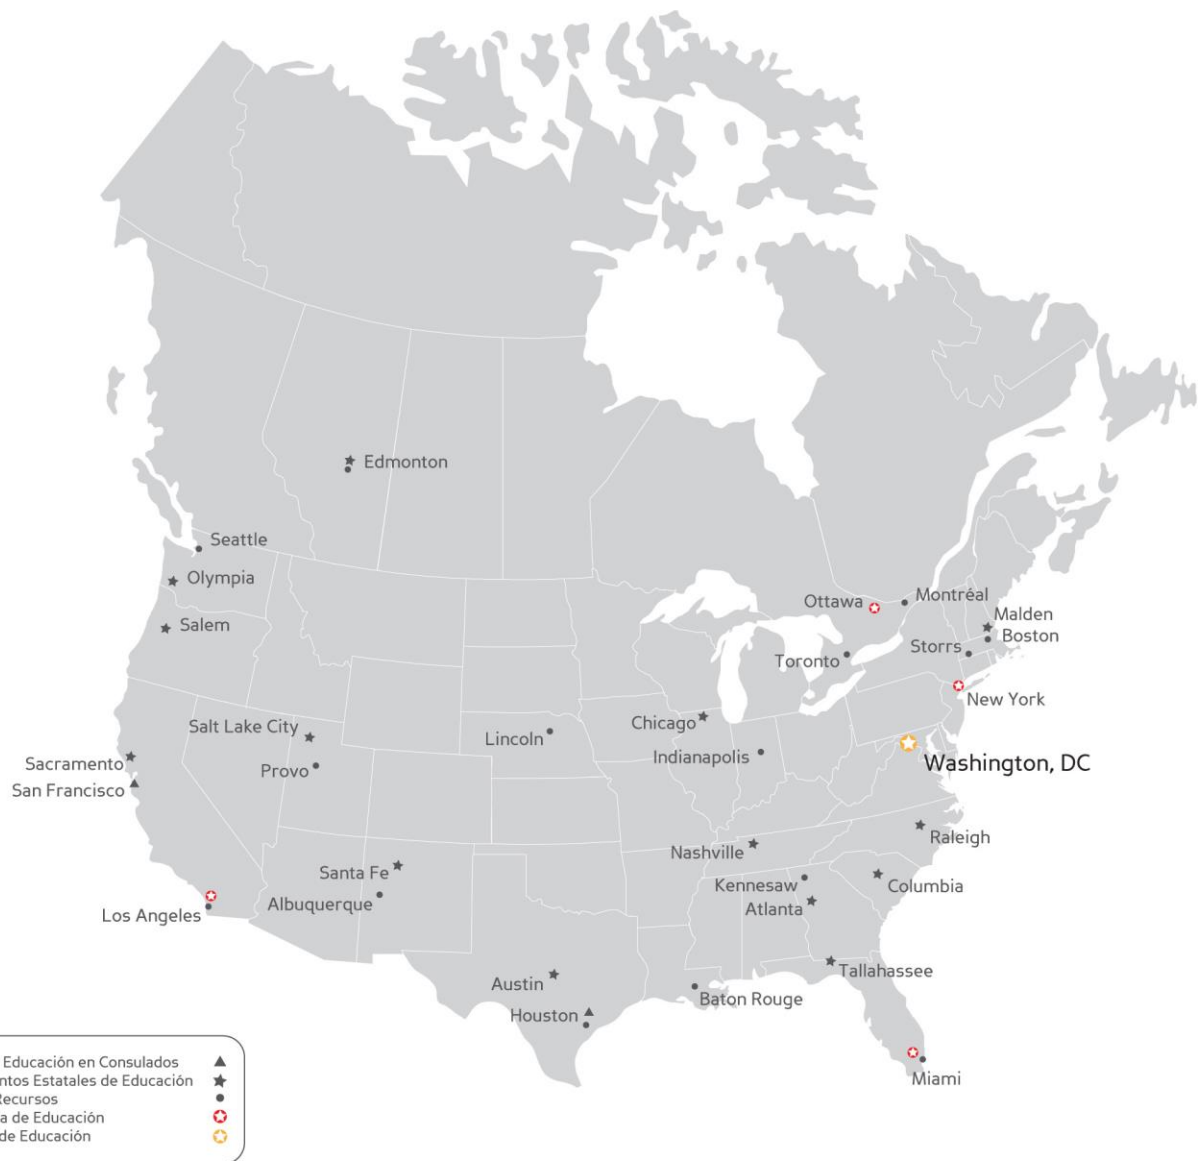 Edmonton
Seattle
Olympia
Salem
Ottawa
Montréal
Malden
Boston
Storrs
Toronto
New York
Salt Lake City
Lincoln
Chicago
Indianapolis
Provo
Sacramento
San Francisco
Washington, DC
Raleigh
Nashville
Santa Fe
Albuquerque
Kennesaw
Atlanta
Columbia
Los Angeles
Austin
Houston
Baton Rouge
Tallahassee
Miami
Educación en Consulados
Estatales de Educación
de Educación
de Educación